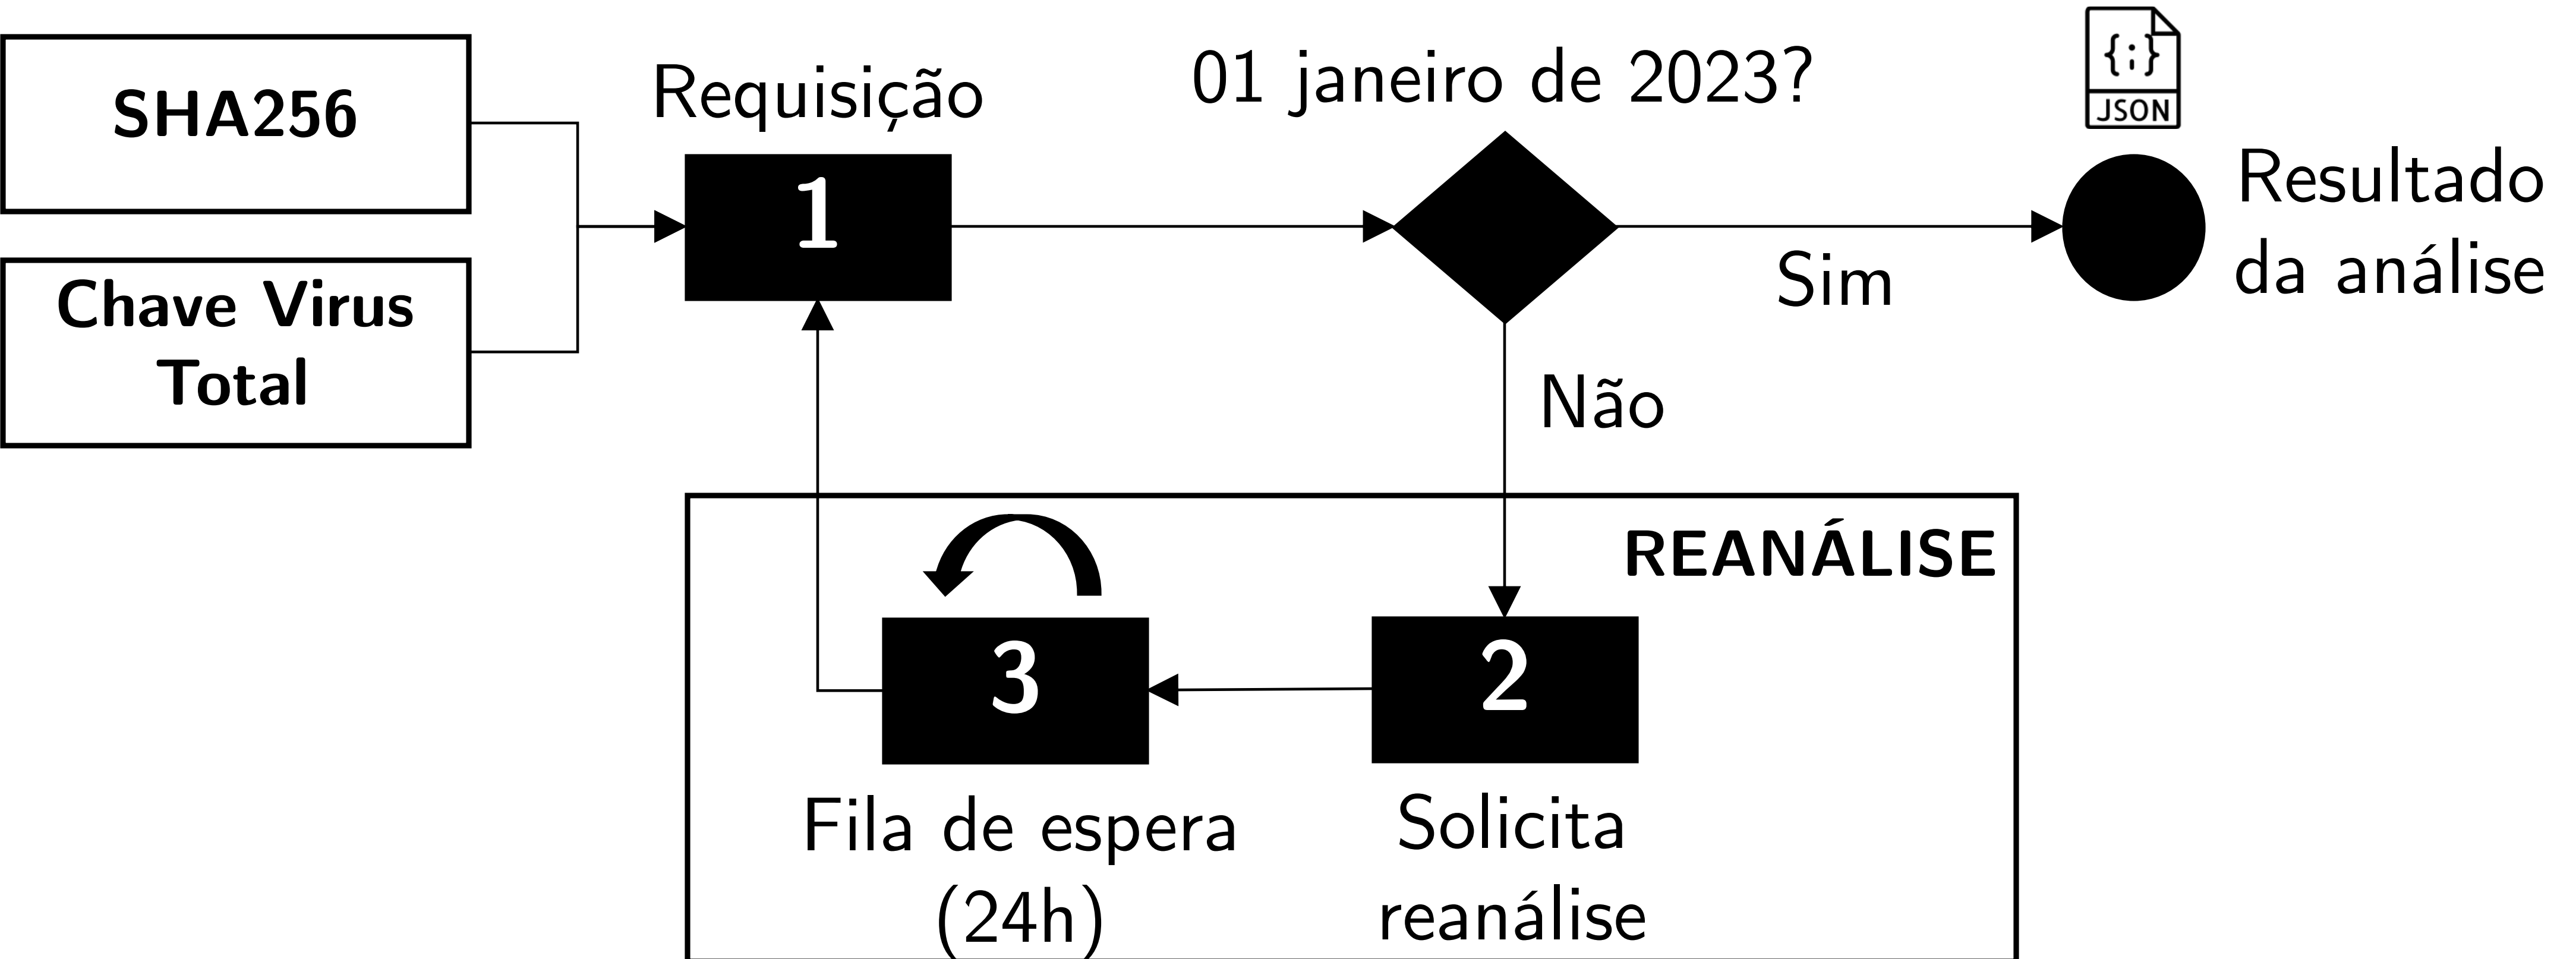 SHA256
Chave Virus
Total
Requisição
1
01 janeiro de 2023?
{;}
JSON
Resultado
da análise
Sim
Não
REANÁLISE
3
2
Fila de espera
(24h)
Solicita
reanálise